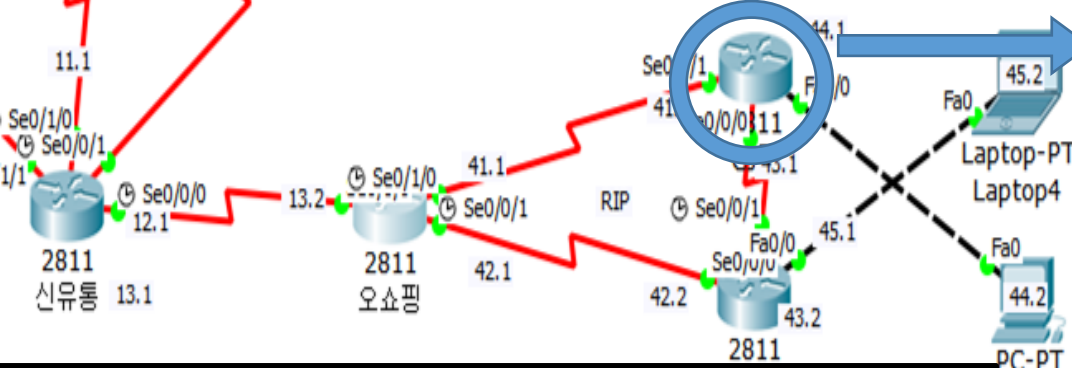 11.1
44.1
Se0/1/0
Se0/0/1
1/1
Se0/0/0
12.1
2811
신유통
13.1
13.2
Se0/1/0
41.1
Se0/0/1
42.1
2811
오쇼핑
RIP
41
45.2
Fa0
Laptop-PT
Laptop4
Se0/0/1
Fa0/0
Se0/0/0
45.1
42.2
43.2
2811
Fa0
44.2
PC-PT